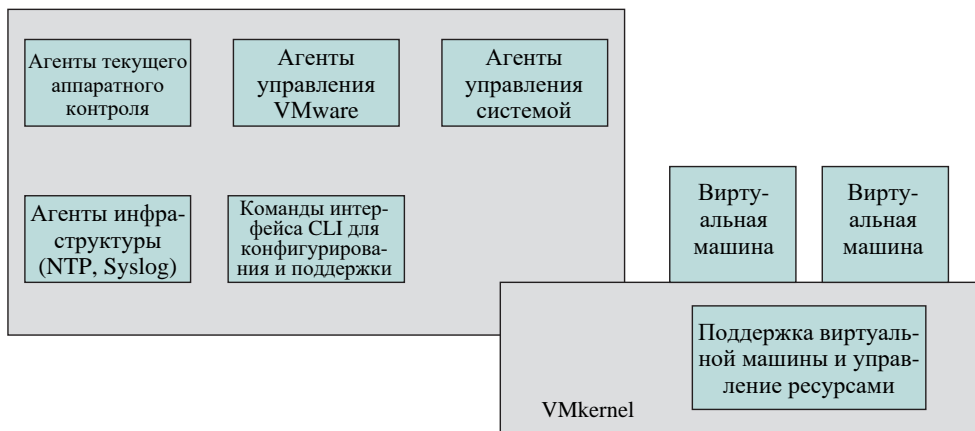 Агенты текущего
аппаратного
контроля
Агенты
управления
VMware
Агенты
управления
системой
Агенты инфра-
структуры
(NTP, Syslog)
Команды интер-
фейса CLI для
конфигурирова-
ния и поддержки
Вирту-
альная
машина
Вирту-
альная
машина
Поддержка виртуаль-
ной машины и управ-
ление ресурсами
VMkernel